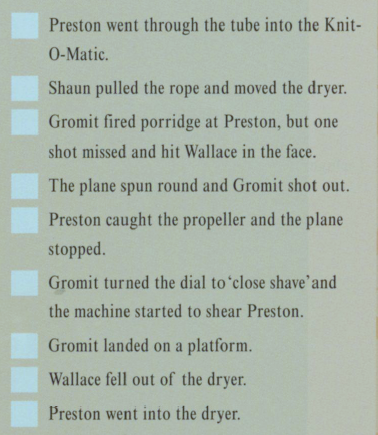 Preston went through the tube into the Knit-
O-Matic.
Shaun pulled the rope and moved the dryer.
Gromit fired porridge at Preston, but one
shot missed and hit Wallace in the face.
The plane spun round and Gromit shot out.
Preston caught the propeller and the plane
stopped.
Gromit turned the dial to ‘close shave’ and
the machine started to shear Preston.
Gromit landed on a platform.
Wallace fell out of the dryer.
Preston went into the dryer.